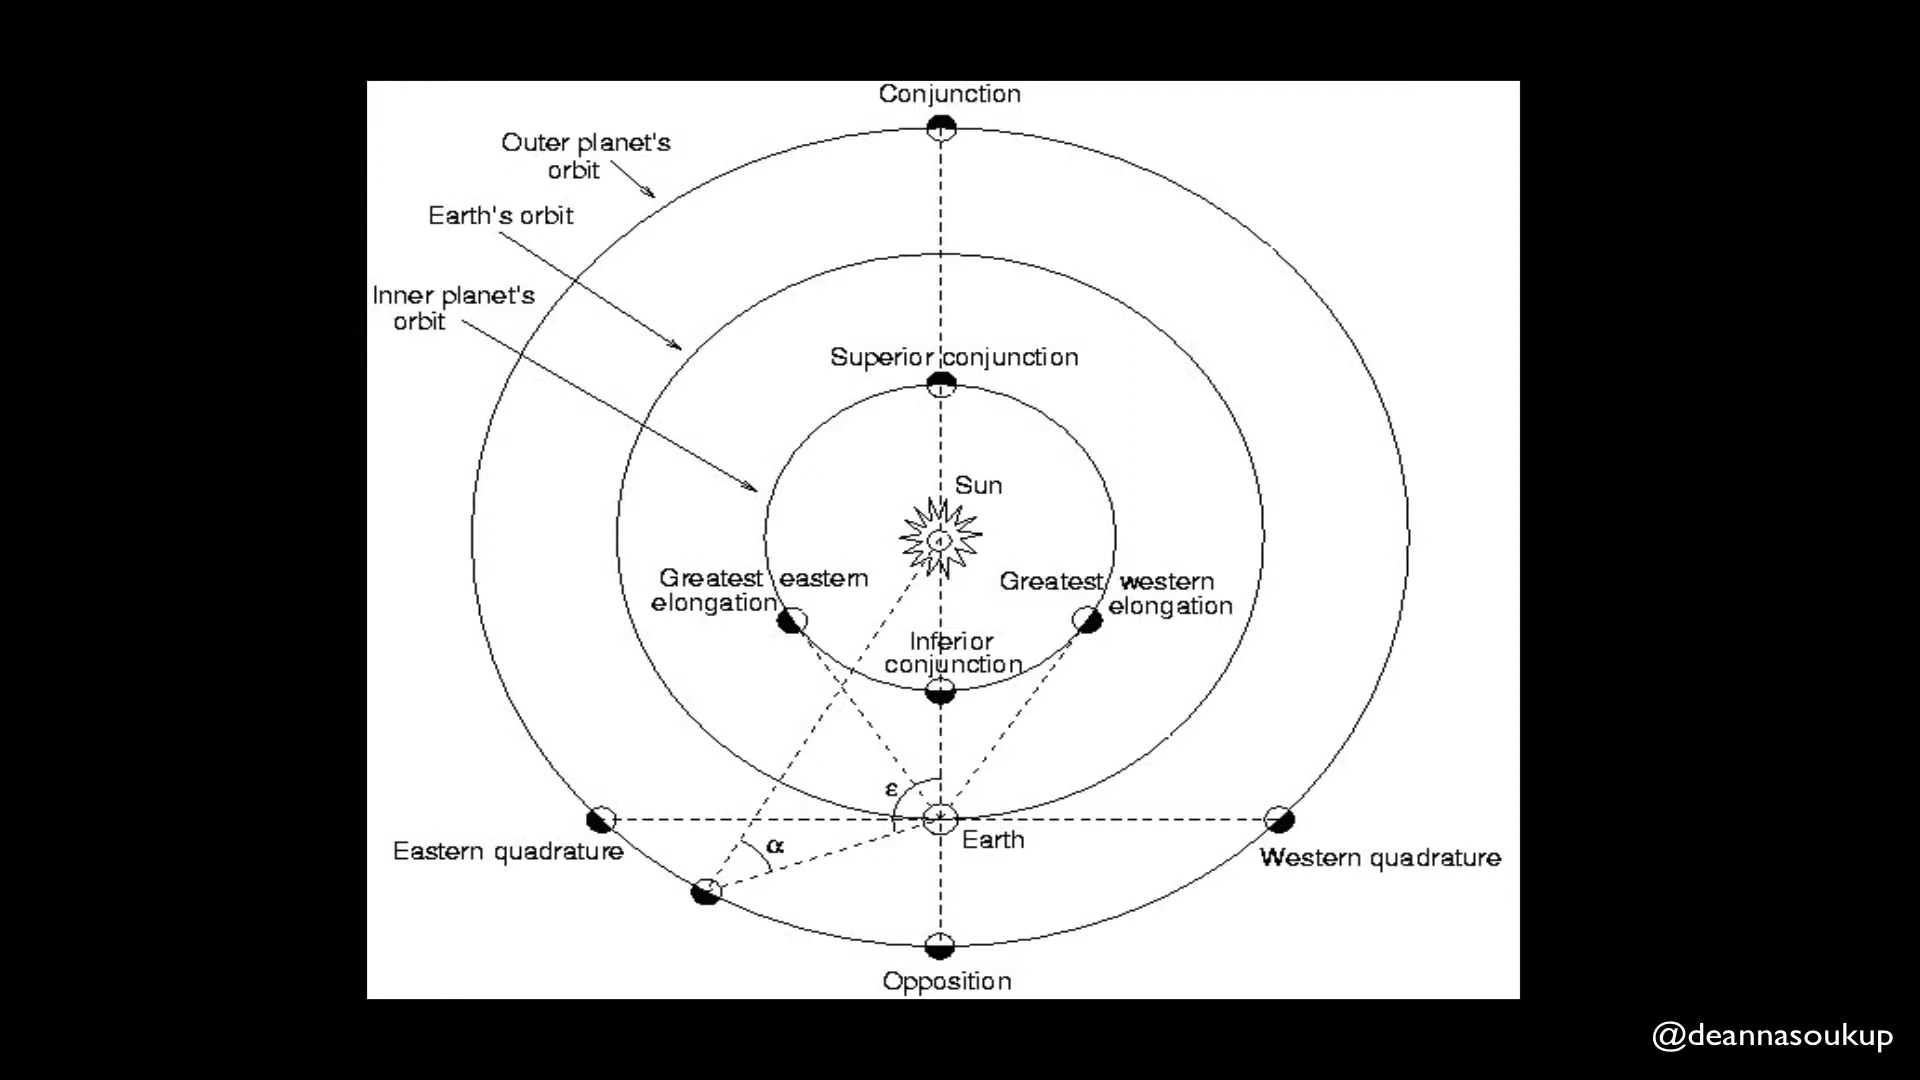 Conjunction
Outer planet's
orbit
Earth's orbit
Inner planet's
orbit
Superior conjunction
Sun
Greatest eastern
elongation
Greatest western
elongation
Inferior
conjunction
ε
α
Earth
Eastern quadrature
Western quadrature
Opposition
@deannasoukup